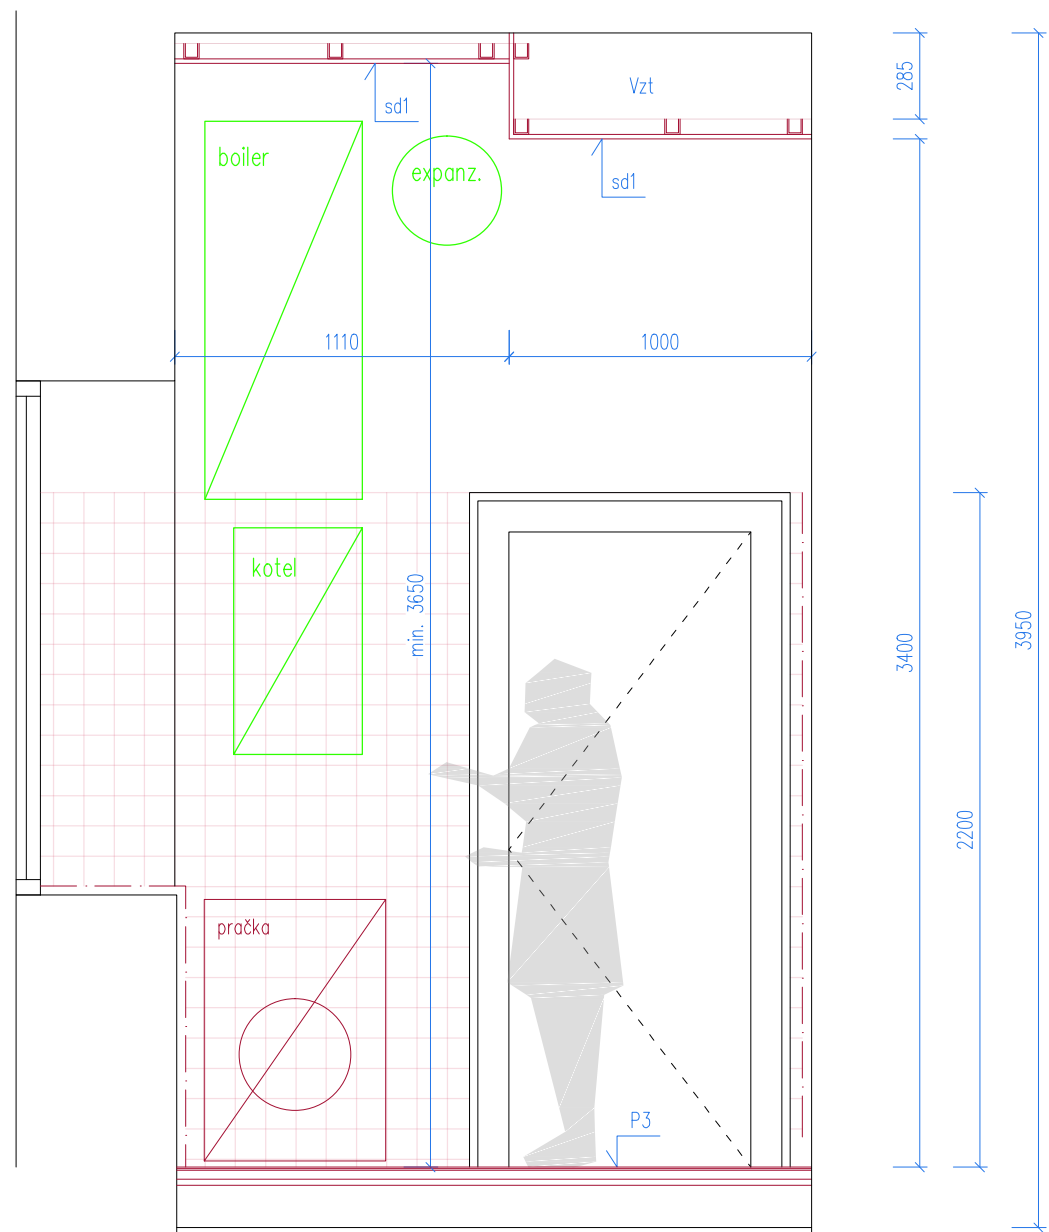 Vzt
285
sd1
boiler
expanz.
sd1
1110
1000
kotel
min. 3650
3400
3950
2200
pračka
P3